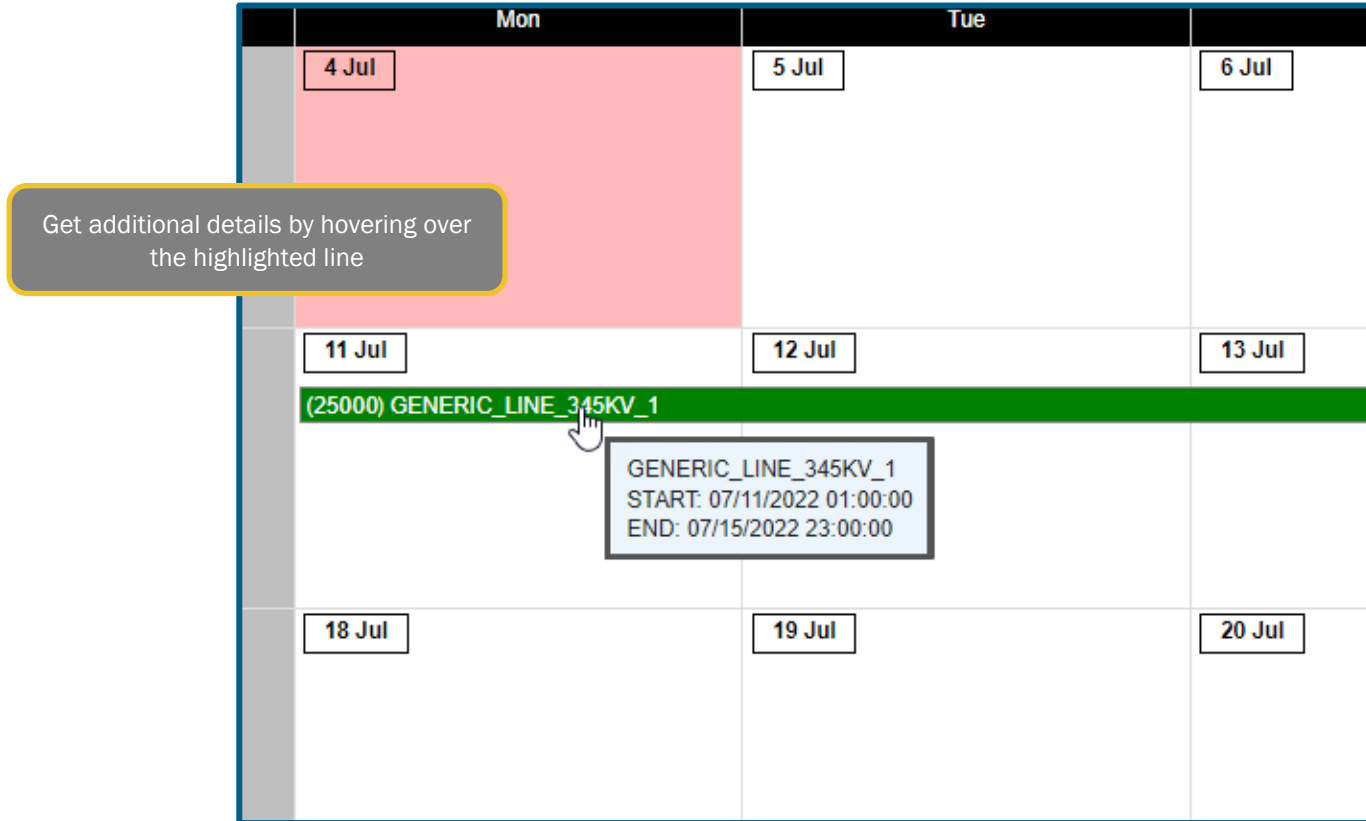 Mon
Tue
4 Jul
5 Jul
6 Jul
Get additional details by hovering over
the highlighted line
11 Jul
12 Jul
13 Jul
(25000) GENERIC_LINE_345KV_1
GENERIC_LINE_345KV_1
START: 07/11/2022 01:00:00
END: 07/15/2022 23:00:00
18 Jul
19 Jul
20 Jul